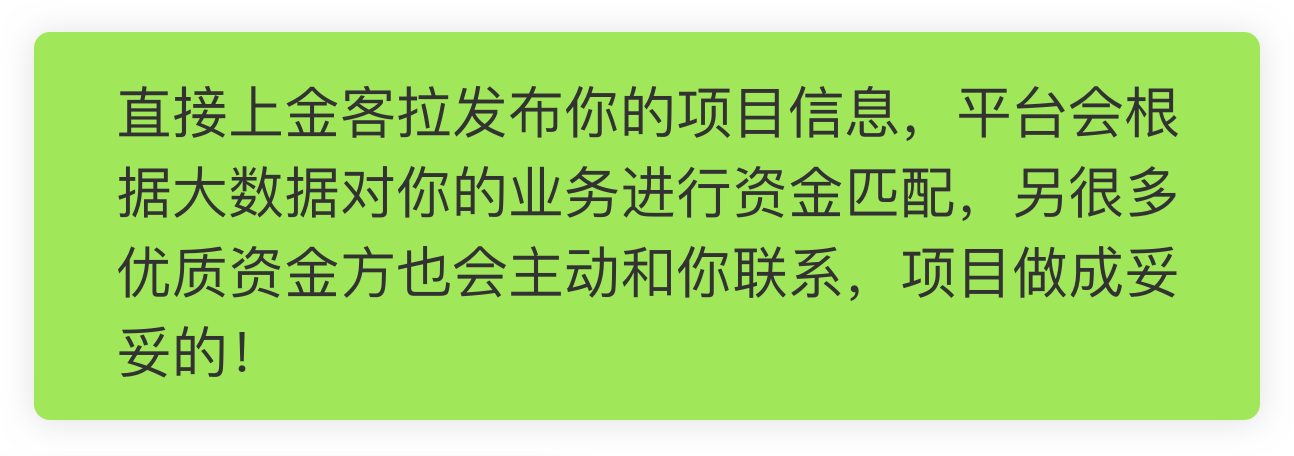 直接上金客拉发布你的项目信息，平台会根
据大数据对你的业务进行资金匹配，另很多
优质资金方也会主动和你联系，项目做成妥
妥的！